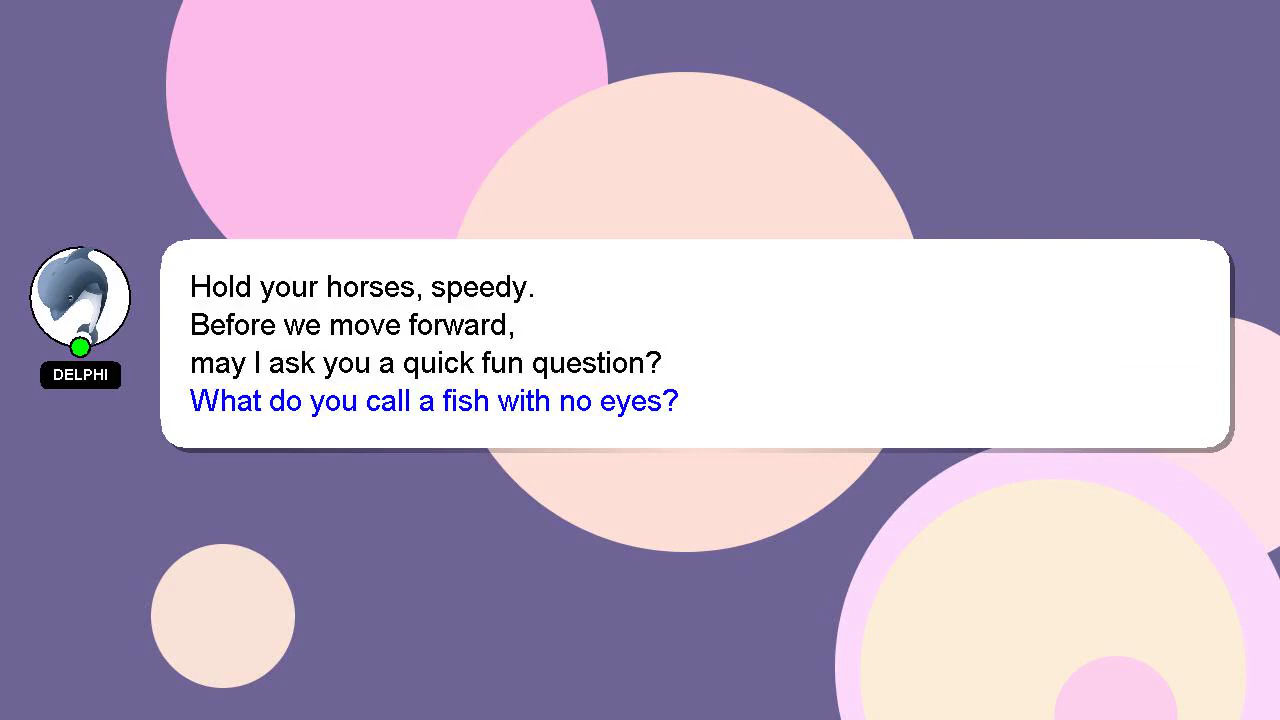 Hold your horses, speedy.
Before we move forward,
may I ask you a quick fun question?
What do you call a fish with no eyes?
DELPHI